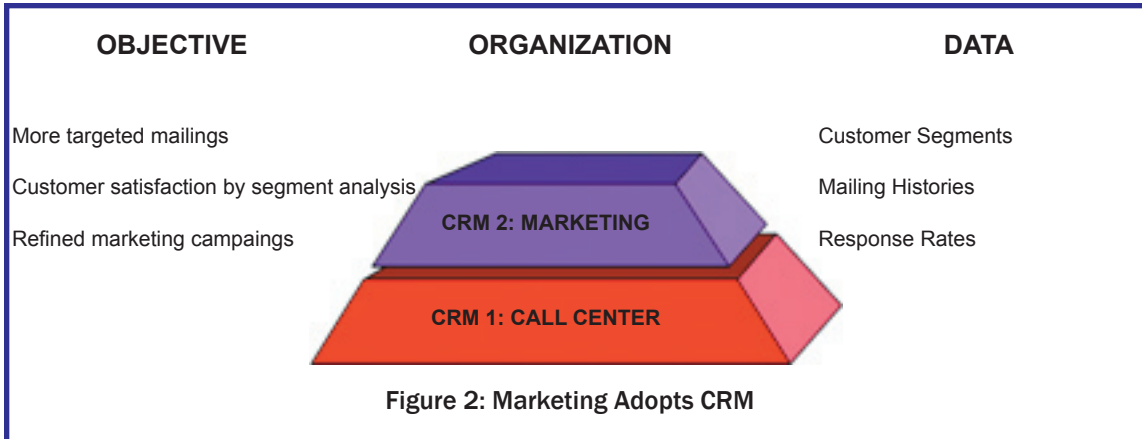 OBJECTIVE ORGANIZATION DATA
More targeted mailings Customer Segments
Customer satisfaction by segment analysis Mailing Histories
CRM 2: MARKETING
Refined marketing campaings Response Rates
CRM 1: CALL CENTER
Figure 2: Marketing Adopts CRM